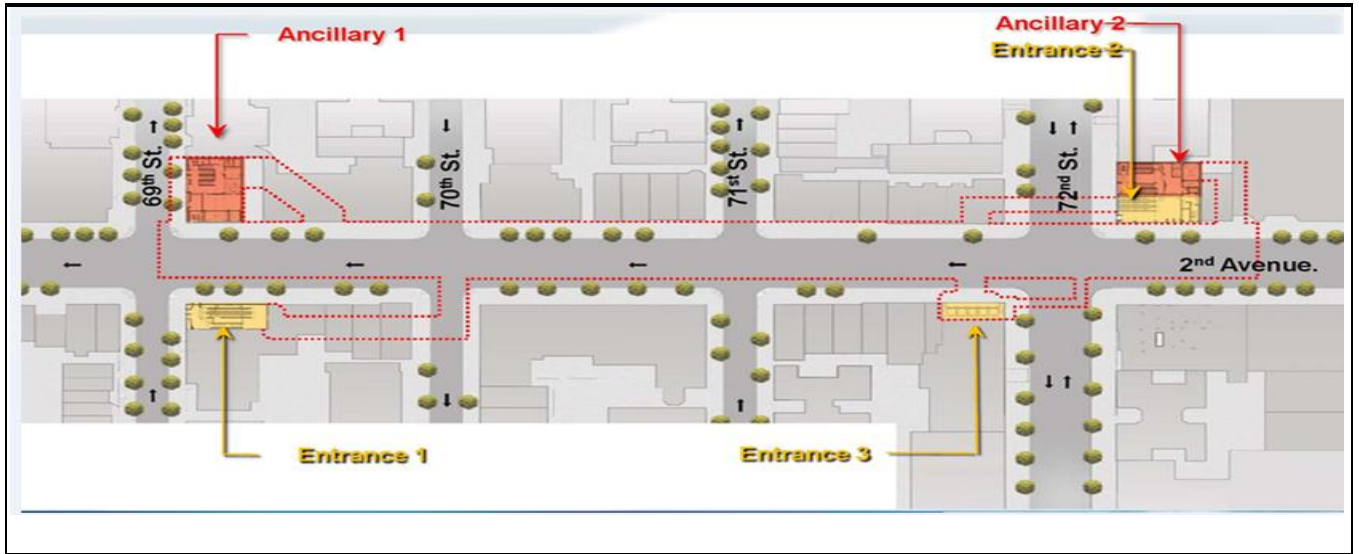 Ancillary 1
Ancillary 2
Entrance 2
69th St.
70th St.
71st St.
72nd St.
2nd Avenue.
Entrance 1
Entrance 3